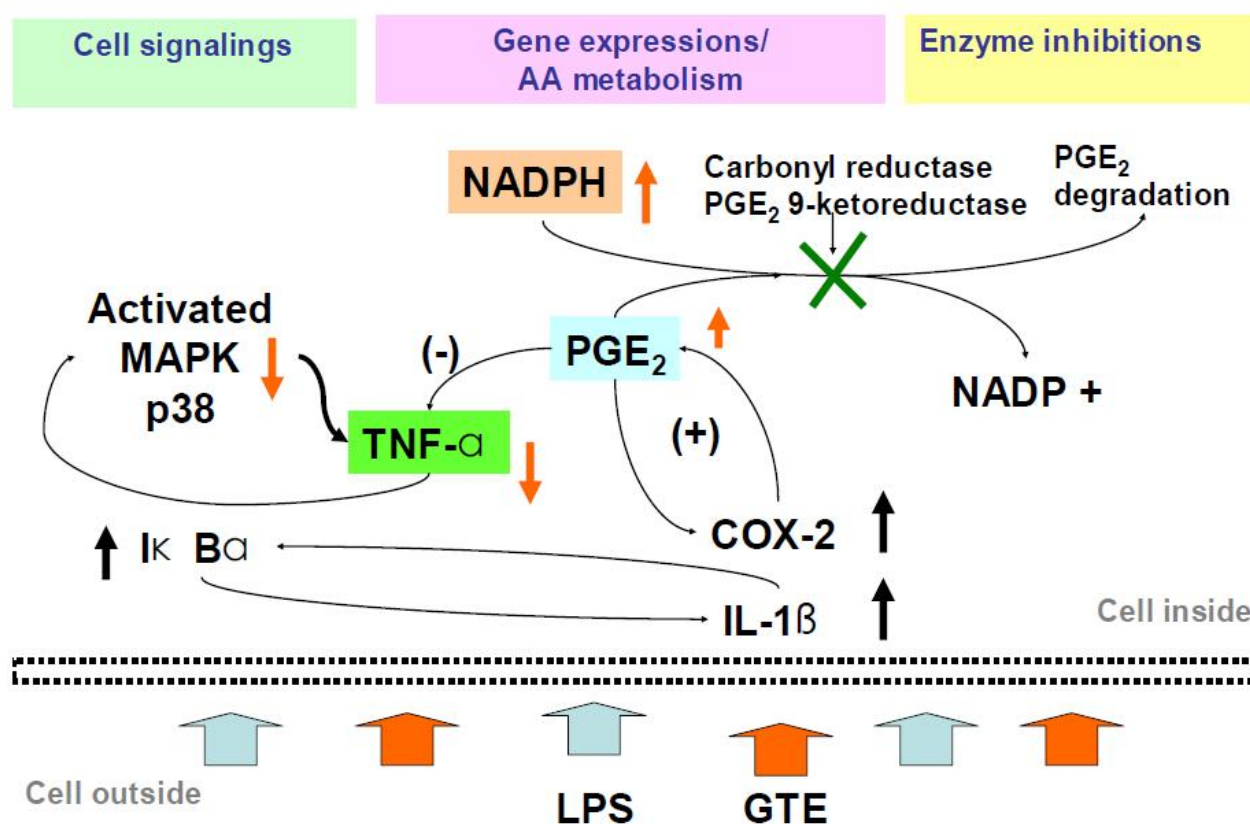 Cell signalings
Gene expressions/
AA metabolism
Enzyme inhibitions
NADPH
Carbonyl reductase
PGE₂ 9-ketoreductase
PGE₂
degradation
Activated
MAPK
p38
(-)
PGE₂
NADP +
TNF-α
(+)
COX-2
Iκ Bα
IL-1β
Cell inside
Cell outside
LPS
GTE